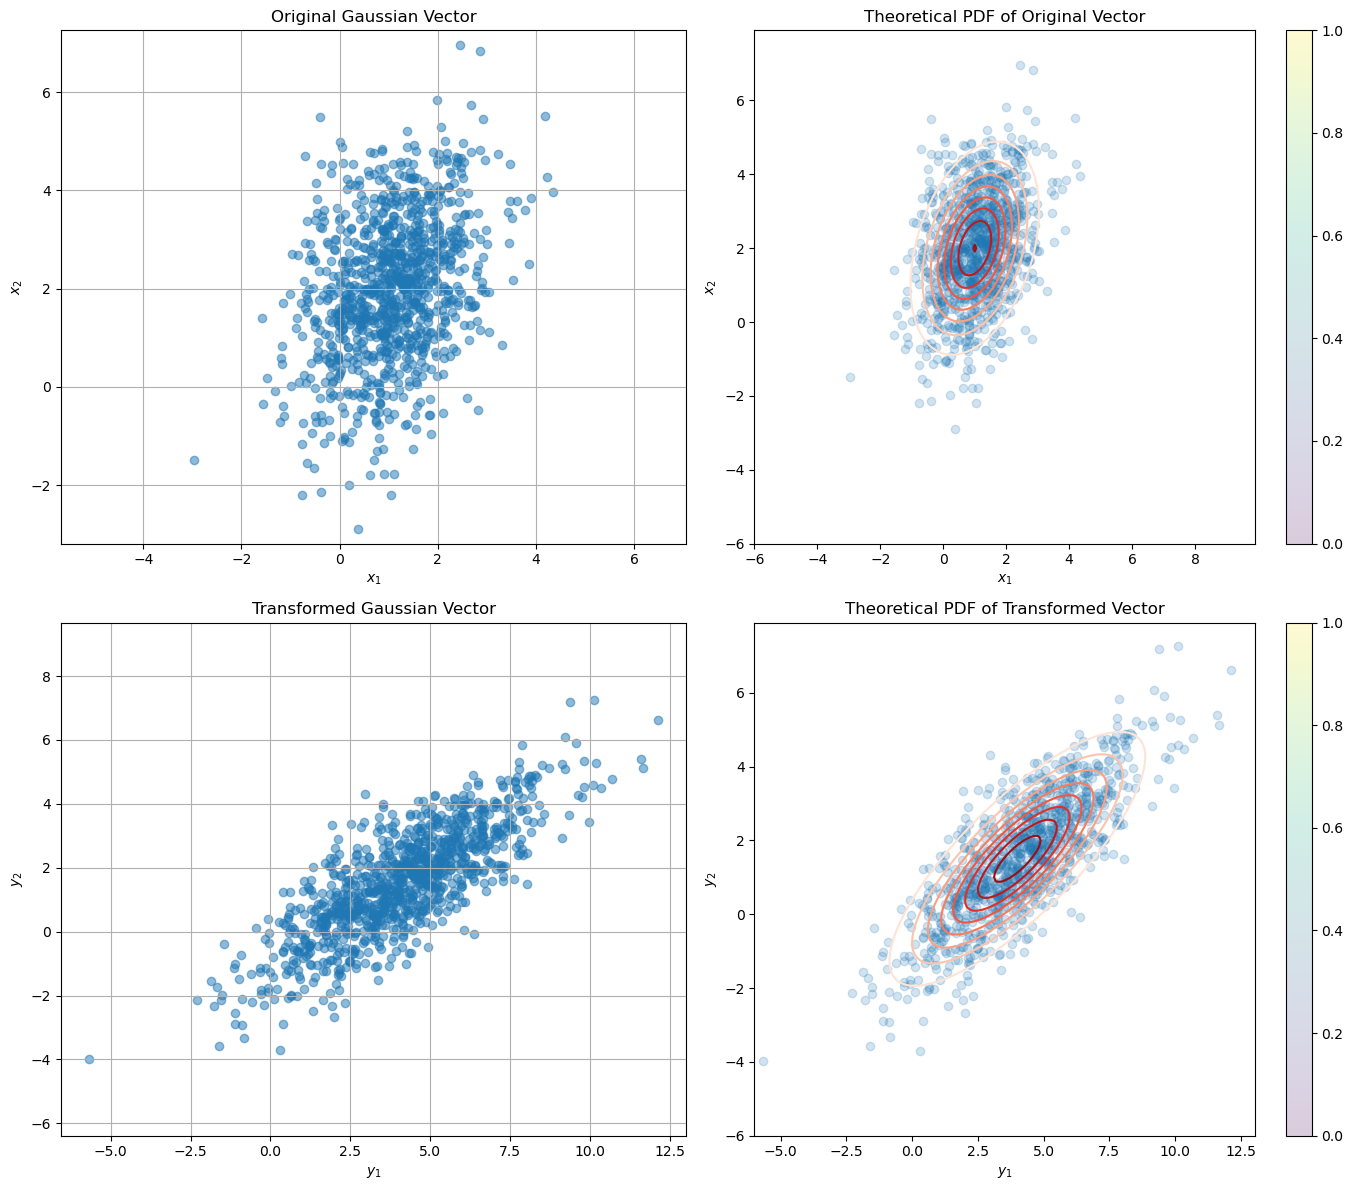 Original Gaussian Vector
6
4
2
0
−2
x₂
−4 −2 0 2 4 6
x₁
Theoretical PDF of Original Vector
6
4
2
0
−2
−4
−6
x₂
−6 −4 −2 0 2 4 6 8
x₁
1.0
0.8
0.6
0.4
0.2
0.0
Transformed Gaussian Vector
8
6
4
2
0
−2
−4
−6
y₂
−5.0 −2.5 0.0 2.5 5.0 7.5 10.0 12.5
y₁
Theoretical PDF of Transformed Vector
6
4
2
0
−2
−4
−6
y₂
−5.0 −2.5 0.0 2.5 5.0 7.5 10.0 12.5
y₁
1.0
0.8
0.6
0.4
0.2
0.0